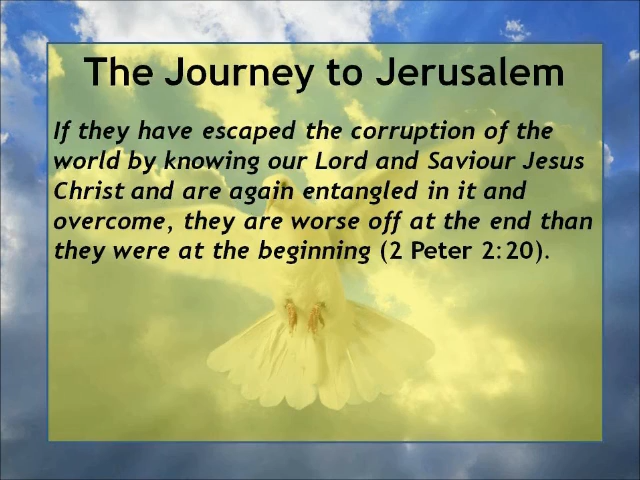 The Journey to Jerusalem
If they have escaped the corruption of the
world by knowing our Lord and Saviour Jesus
Christ and are again entangled in it and
overcome, they are worse off at the end than
they were at the beginning (2 Peter 2:20).